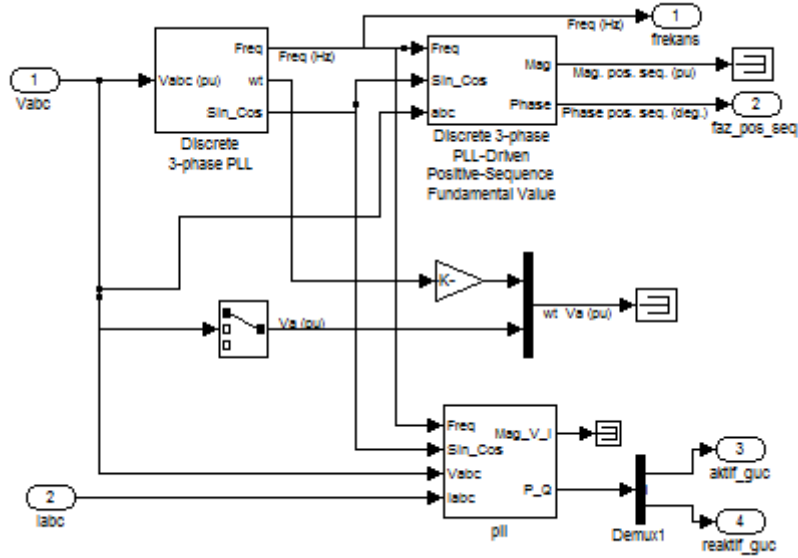 1
Vabc
Vabc (pu)
Freq
wt
Sin_Cos
Discrete
3-phase PLL
Freq (Hz)
Freq (Hz)
1
frekans
Freq
Sin_Cos
abc
Mag
Phase
Discrete 3-phase
PLL-Driven
Positive-Sequence
Fundamental Value
Mag. pos. seq. (pu)
Phase pos. seq. (deg.)
2
faz_pos_seq
-K-
Va (pu)
wt Va (pu)
Freq
Sin_Cos
Vabc
Iabc
Mag_V_I
P_Q
pll
2
Iabc
Demux1
3
aktif_guc
4
reaktif_guc